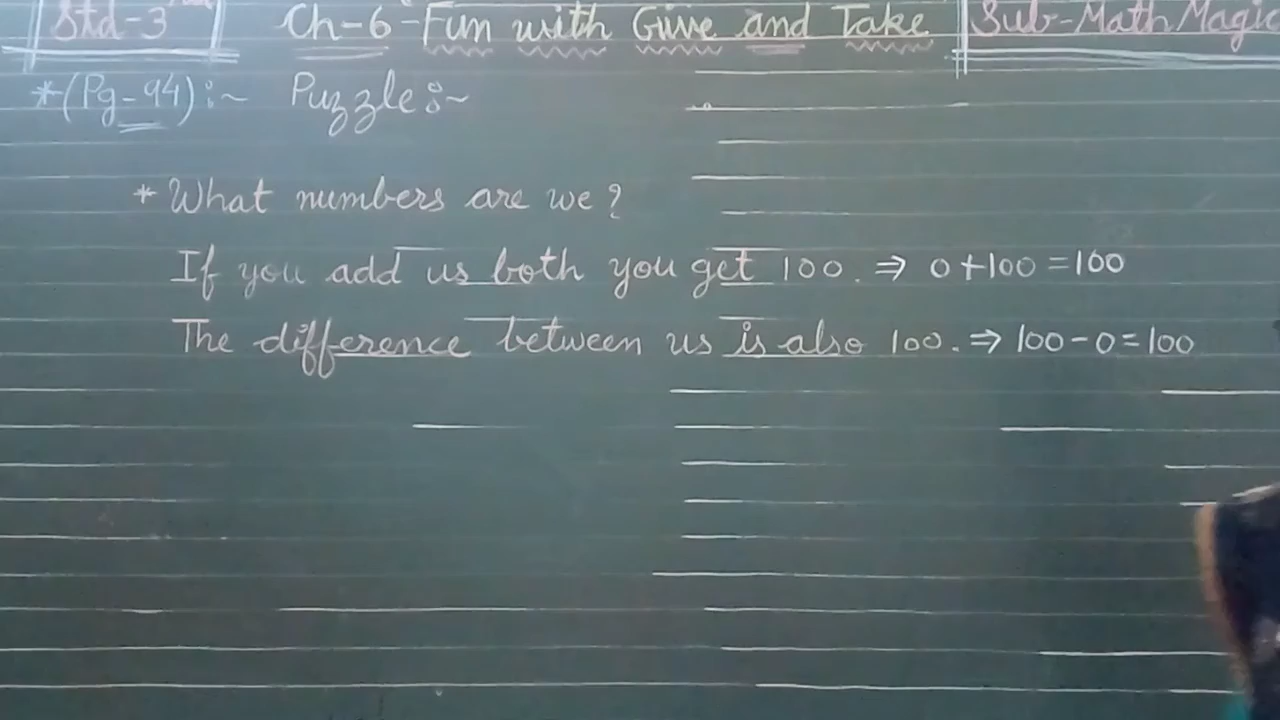 Std-3 Ch-6-Fun with Give and Take Sub-Math Magic
*(Pg-94):~ Puzzle:~
* What numbers are we?
If you add us both you get 100. ⇒ 0+100=100
The difference between us is also 100. ⇒ 100-0=100